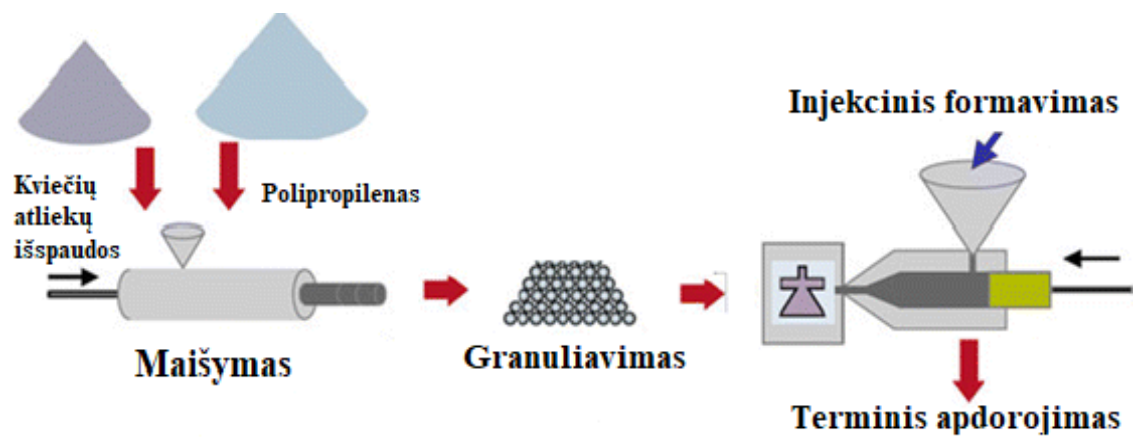 Kviečių
atliekų
išspaudos
Polipropilenas
Maišymas
Granuliavimas
Injekcinis formavimas
Terminis apdorojimas